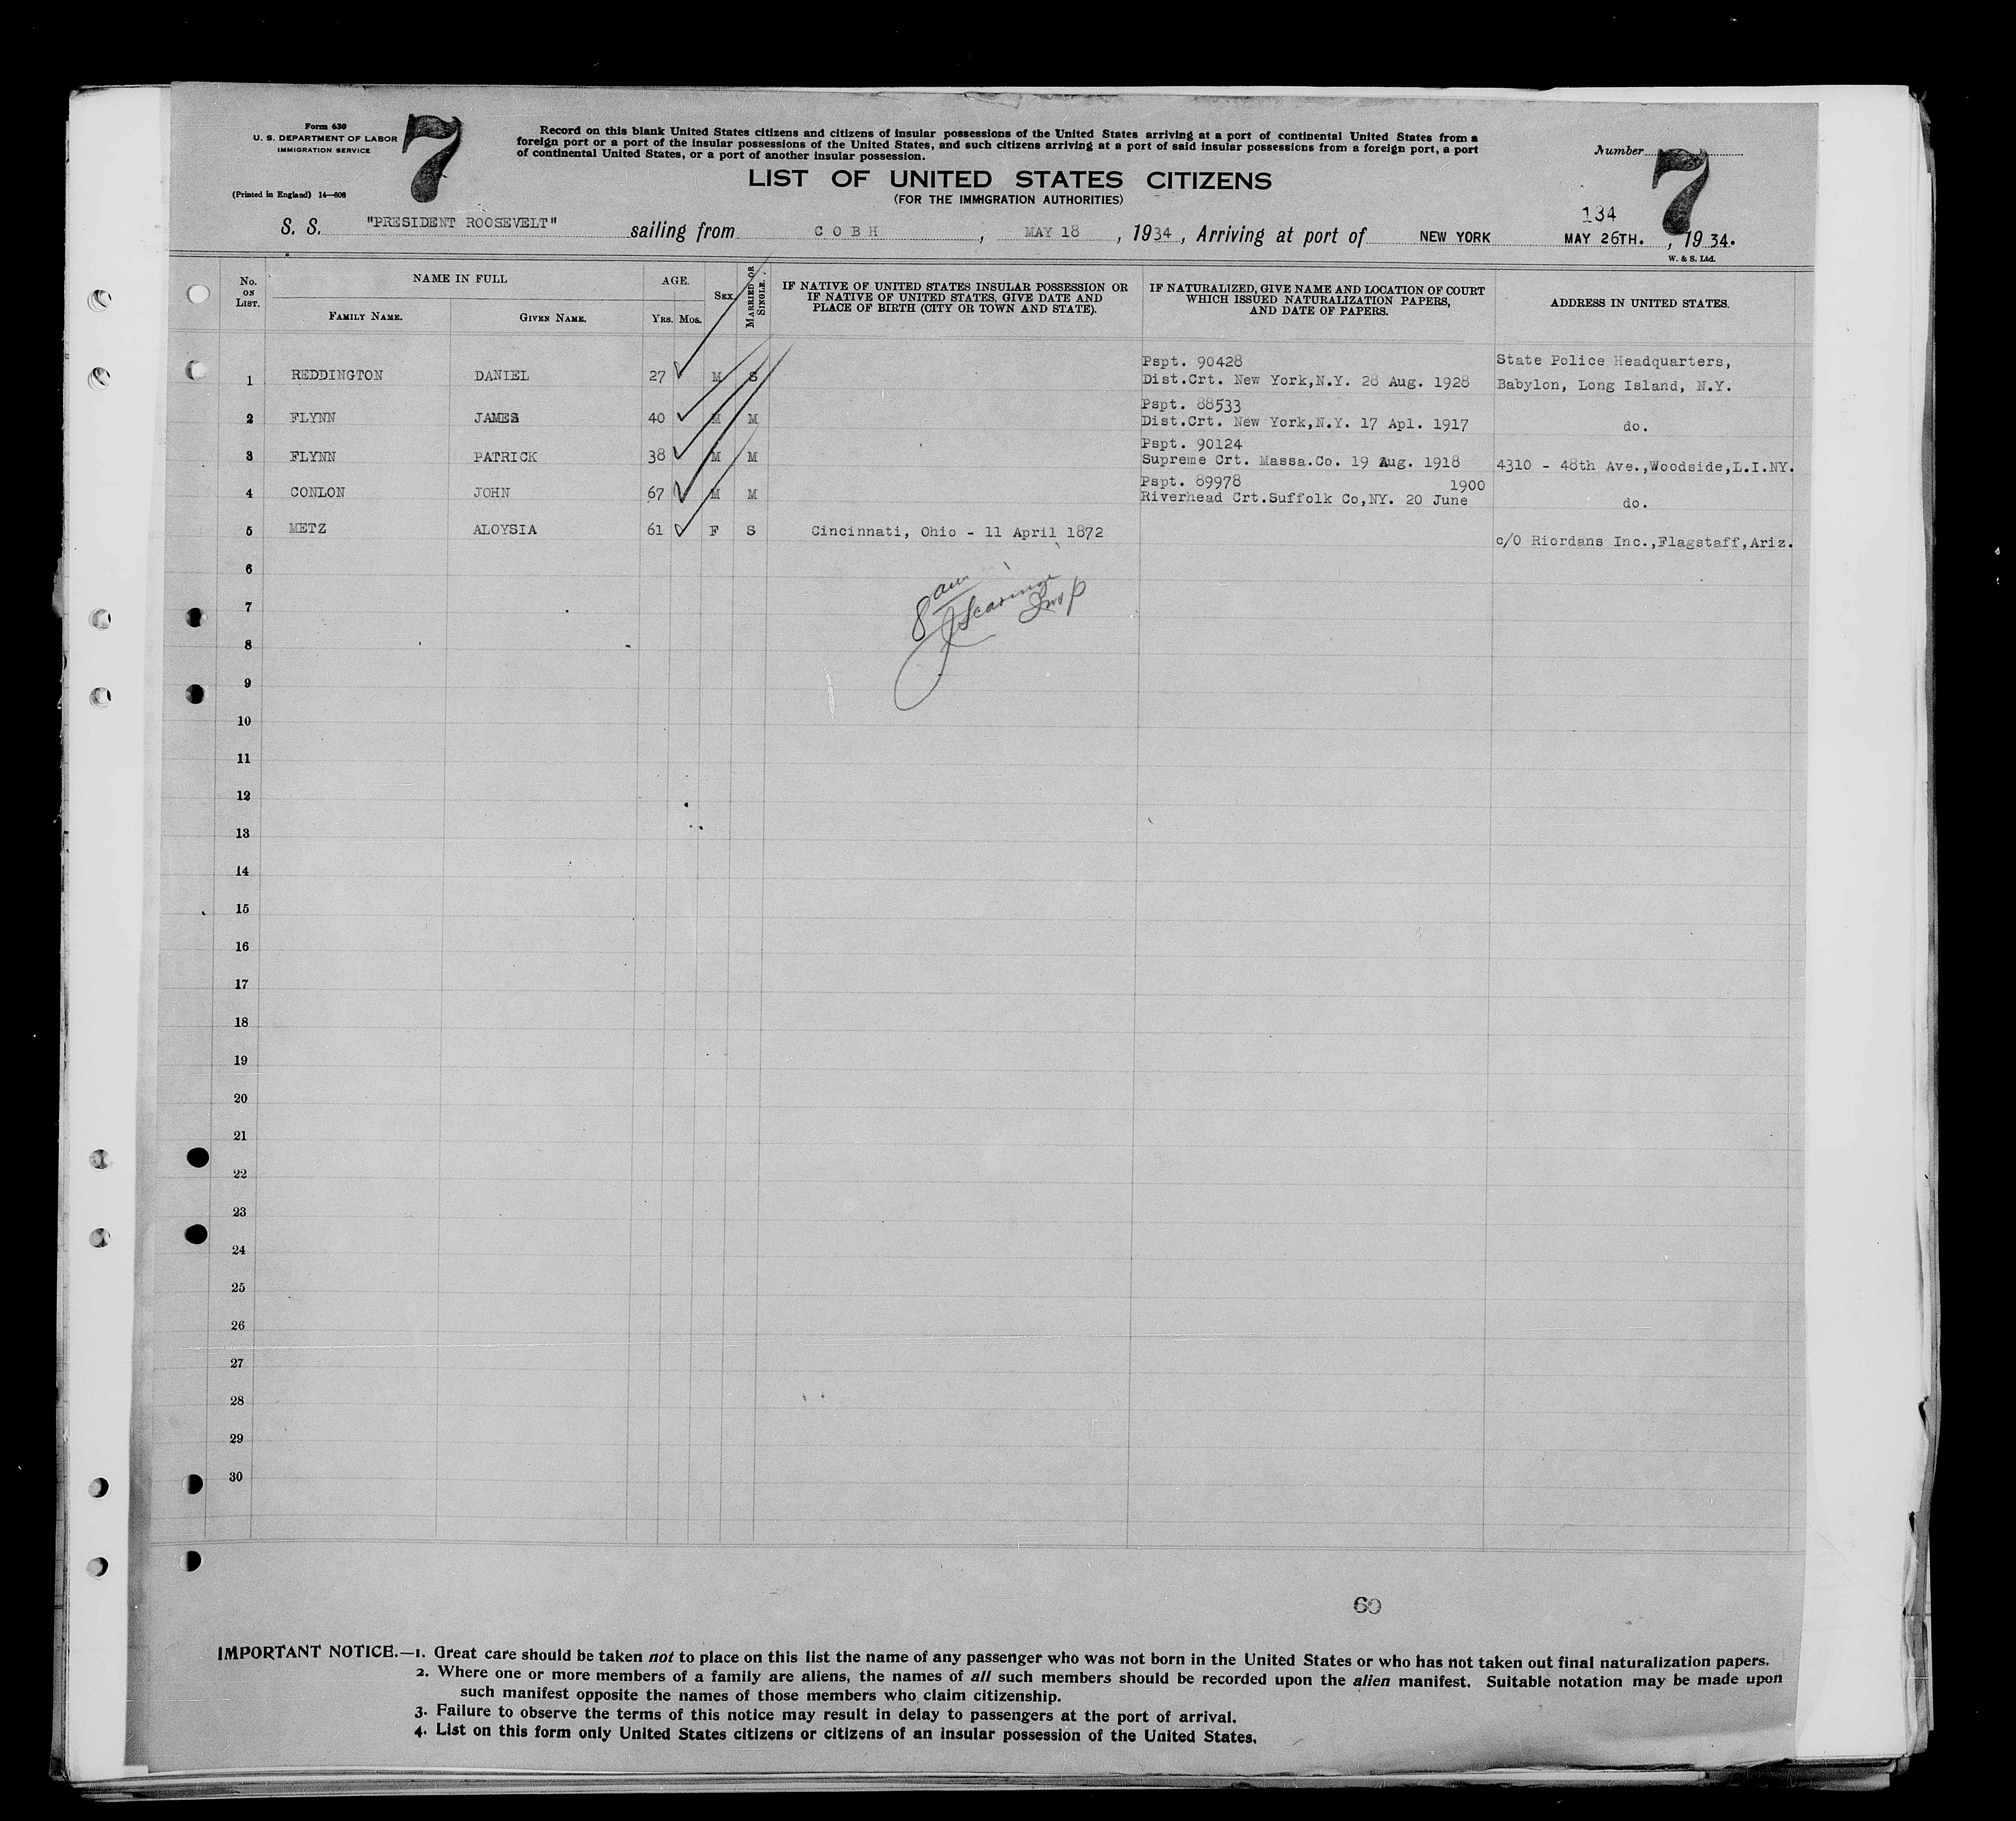 Form 630
U. S. DEPARTMENT OF LABOR
IMMIGRATION SERVICE
(Printed in England) 14—608
7
Record on this blank United States citizens and citizens of insular possessions of the United States arriving at a port of continental United States from a
foreign port or a port of the insular possessions of the United States, and such citizens arriving at a port of said insular possessions from a foreign port, a port
of continental United States, or a port of another insular possession.
Number
7
LIST OF UNITED STATES CITIZENS
(FOR THE IMMIGRATION AUTHORITIES)
134
S. S. "PRESIDENT ROOSEVELT" sailing from COBH, MAY 18, 1934, Arriving at port of NEW YORK MAY 26TH., 1934.
W. & S. Ltd.
No. ON LIST. NAME IN FULL AGE. SEX. MARRIED OR SINGLE. IF NATIVE OF UNITED STATES INSULAR POSSESSION OR IF NATIVE OF UNITED STATES, GIVE DATE AND PLACE OF BIRTH (CITY OR TOWN AND STATE). IF NATURALIZED, GIVE NAME AND LOCATION OF COURT WHICH ISSUED NATURALIZATION PAPERS, AND DATE OF PAPERS. ADDRESS IN UNITED STATES.
FAMILY NAME. GIVEN NAME. YRS. MOS.
Pspt. 90428 State Police Headquarters,
1 REDDINGTON DANIEL 27 M S Dist.Crt. New York,N.Y. 28 Aug. 1928 Babylon, Long Island, N.Y.
Pspt. 88533
2 FLYNN JAMES 40 M M Dist.Crt. New York,N.Y. 17 Apl. 1917 do.
Pspt. 90124
3 FLYNN PATRICK 38 M M Supreme Crt. Massa.Co. 19 Aug. 1918 4310 - 48th Ave.,Woodside,L.I.NY.
Pspt. 89978 1900
4 CONLON JOHN 67 M M Riverhead Crt.Suffolk Co,NY. 20 June do.
5 METZ ALOYSIA 61 F S Cincinnati, Ohio - 11 April 1872 c/O Riordans Inc.,Flagstaff,Ariz.
6
7
8
9
10
11
12
13
14
15
16
17
18
19
20
21
22
23
24
25
26
27
28
29
30
8 am
Insp
60
IMPORTANT NOTICE.—1. Great care should be taken not to place on this list the name of any passenger who was not born in the United States or who has not taken out final naturalization papers.
2. Where one or more members of a family are aliens, the names of all such members should be recorded upon the alien manifest. Suitable notation may be made upon
such manifest opposite the names of those members who claim citizenship.
3. Failure to observe the terms of this notice may result in delay to passengers at the port of arrival.
4. List on this form only United States citizens or citizens of an insular possession of the United States.